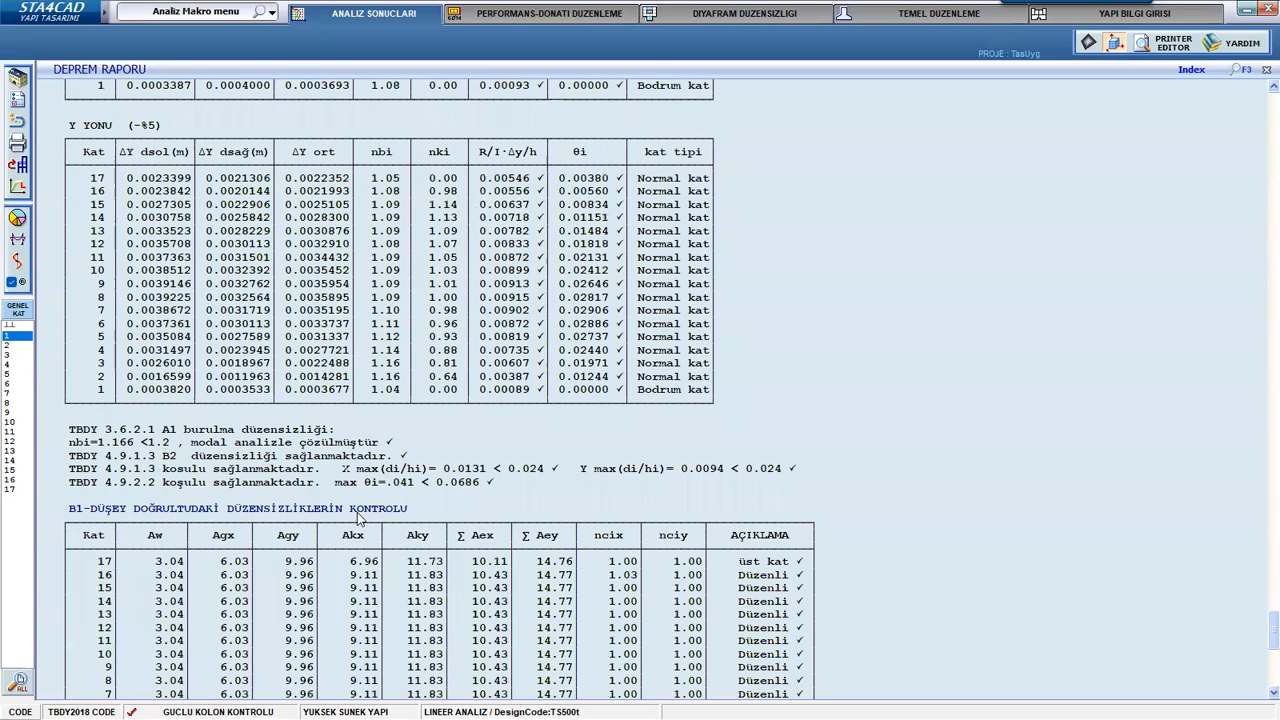 STA4CAD
YAPI TASARIMI
Analiz Makro menu
ANALIZ SONUCLARI
PERFORMANS-DONATI DUZENLEME
DIYAFRAM DUZENSIZLIGI
TEMEL DUZENLEME
YAPI BILGI GIRISI
PROJE : TasUyg
PRINTER EDITOR
YARDIM
DEPREM RAPORU
Index
F3
1 0.0003387 0.0004000 0.0003693 1.08 0.00 0.00093 ✓ 0.00000 ✓ Bodrum kat
Y YONU (-%5)
Kat ΔY dsol(m) ΔY dsağ(m) ΔY ort nbi nki R/I·Δy/h θi kat tipi
17 0.0023399 0.0021306 0.0022352 1.05 0.00 0.00546 ✓ 0.00380 ✓ Normal kat
16 0.0023842 0.0020144 0.0021993 1.08 0.98 0.00556 ✓ 0.00560 ✓ Normal kat
15 0.0027305 0.0022906 0.0025105 1.09 1.14 0.00637 ✓ 0.00834 ✓ Normal kat
14 0.0030758 0.0025842 0.0028300 1.09 1.13 0.00718 ✓ 0.01151 ✓ Normal kat
13 0.0033523 0.0028229 0.0030876 1.09 1.09 0.00782 ✓ 0.01484 ✓ Normal kat
12 0.0035708 0.0030113 0.0032910 1.08 1.07 0.00833 ✓ 0.01818 ✓ Normal kat
11 0.0037363 0.0031501 0.0034432 1.09 1.05 0.00872 ✓ 0.02131 ✓ Normal kat
10 0.0038512 0.0032392 0.0035452 1.09 1.03 0.00899 ✓ 0.02412 ✓ Normal kat
9 0.0039146 0.0032762 0.0035954 1.09 1.01 0.00913 ✓ 0.02646 ✓ Normal kat
8 0.0039225 0.0032564 0.0035895 1.09 1.00 0.00915 ✓ 0.02817 ✓ Normal kat
7 0.0038672 0.0031719 0.0035195 1.10 0.98 0.00902 ✓ 0.02906 ✓ Normal kat
6 0.0037361 0.0030113 0.0033737 1.11 0.96 0.00872 ✓ 0.02886 ✓ Normal kat
5 0.0035084 0.0027589 0.0031337 1.12 0.93 0.00819 ✓ 0.02737 ✓ Normal kat
4 0.0031497 0.0023945 0.0027721 1.14 0.88 0.00735 ✓ 0.02440 ✓ Normal kat
3 0.0026010 0.0018967 0.0022488 1.16 0.81 0.00607 ✓ 0.01971 ✓ Normal kat
2 0.0016599 0.0011963 0.0014281 1.16 0.64 0.00387 ✓ 0.01244 ✓ Normal kat
1 0.0003820 0.0003533 0.0003677 1.04 0.00 0.00089 ✓ 0.00000 ✓ Bodrum kat
TBDY 3.6.2.1 A1 burulma düzensizliği:
nbi=1.166 <1.2 , modal analizle çözülmüştür ✓
TBDY 4.9.1.3 B2 düzensizliği sağlanmaktadır. ✓
TBDY 4.9.1.3 kosulu sağlanmaktadır. X max(di/hi)= 0.0131 < 0.024 ✓ Y max(di/hi)= 0.0094 < 0.024 ✓
TBDY 4.9.2.2 koşulu sağlanmaktadır. max θi=.041 < 0.0686 ✓
B1-DÜŞEY DOĞRULTUDAKİ DÜZENSİZLİKLERİN KONTROLU
Kat Aw Agx Agy Akx Aky ∑ Aex ∑ Aey ncix nciy AÇIKLAMA
17 3.04 6.03 9.96 6.96 11.73 10.11 14.76 1.00 1.00 üst kat ✓
16 3.04 6.03 9.96 9.11 11.83 10.43 14.77 1.03 1.00 Düzenli ✓
15 3.04 6.03 9.96 9.11 11.83 10.43 14.77 1.00 1.00 Düzenli ✓
14 3.04 6.03 9.96 9.11 11.83 10.43 14.77 1.00 1.00 Düzenli ✓
13 3.04 6.03 9.96 9.11 11.83 10.43 14.77 1.00 1.00 Düzenli ✓
12 3.04 6.03 9.96 9.11 11.83 10.43 14.77 1.00 1.00 Düzenli ✓
11 3.04 6.03 9.96 9.11 11.83 10.43 14.77 1.00 1.00 Düzenli ✓
10 3.04 6.03 9.96 9.11 11.83 10.43 14.77 1.00 1.00 Düzenli ✓
9 3.04 6.03 9.96 9.11 11.83 10.43 14.77 1.00 1.00 Düzenli ✓
8 3.04 6.03 9.96 9.11 11.83 10.43 14.77 1.00 1.00 Düzenli ✓
7 3.04 6.03 9.96 9.11 11.83 10.43 14.77 1.00 1.00 Düzenli ✓
GENEL
KAT
1
2
3
4
5
6
7
8
9
10
11
12
13
14
15
16
17
ALL
CODE
TBDY2018 CODE
GUCLU KOLON KONTROLU
YUKSEK SUNEK YAPI
LINEER ANALIZ / DesignCode:TS500t